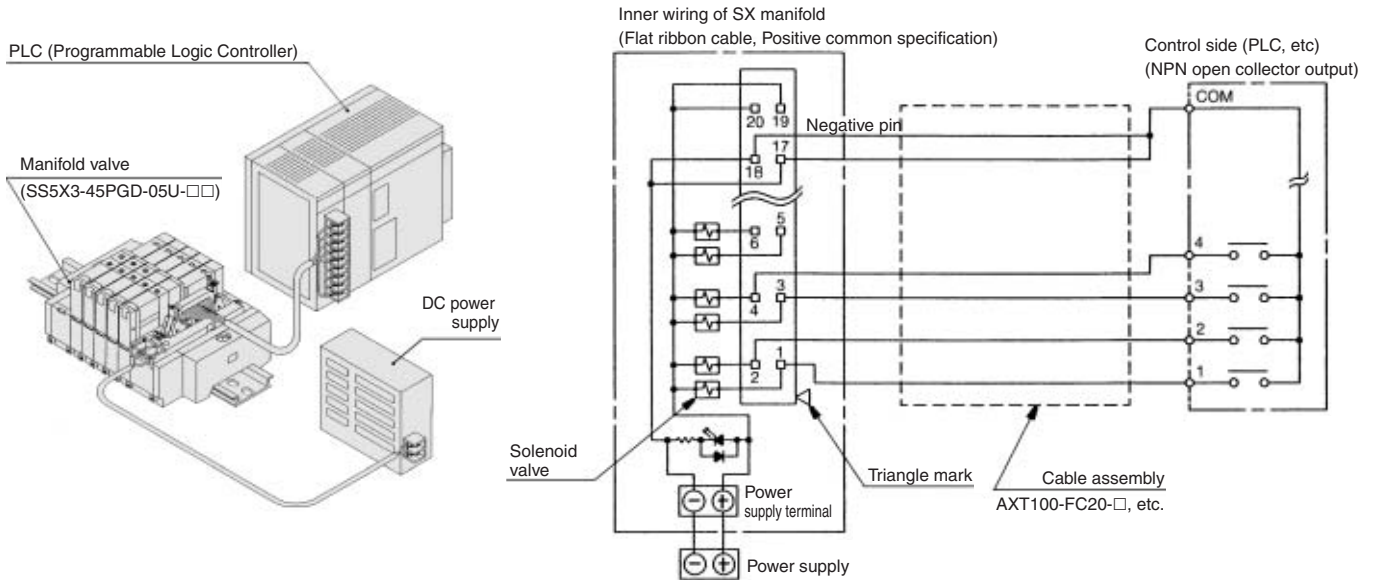 PLC (Programmable Logic Controller)
Manifold valve
(SS5X3-45PGD-05U-□□)
DC power
supply
Inner wiring of SX manifold
(Flat ribbon cable, Positive common specification)
Control side (PLC, etc)
(NPN open collector output)
COM
20 19
Negative pin
17
18
5
6
4
3
4
3
2
1
2
1
Solenoid
valve
Triangle mark
Cable assembly
AXT100-FC20-□, etc.
Power
supply terminal
Power supply